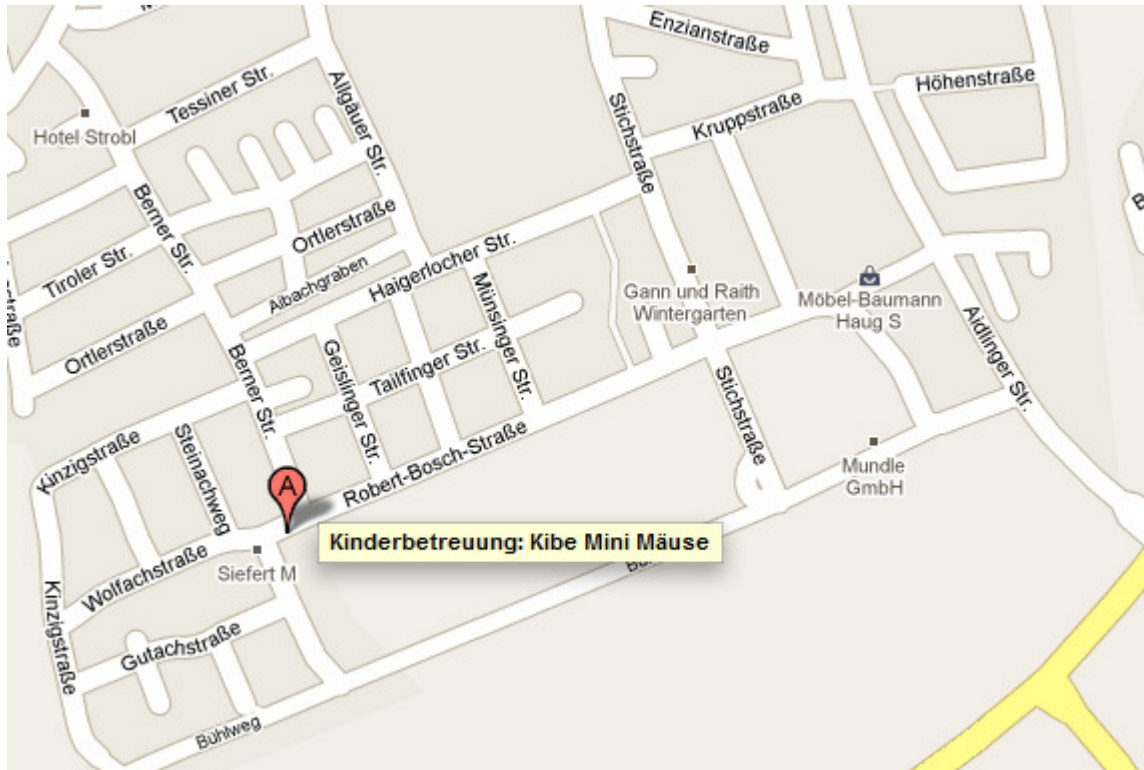 Enzianstraße
Höhenstraße
Tessiner Str.
Allgäuer Str.
Stichstraße
Kruppstraße
Hotel Strobl
Berner Str.
Ortlerstraße
Tiroler Str.
Aibachgraben
Haigerlocher Str.
Münsinger Str.
Gann und Raith
Wintergarten
Möbel-Baumann
Haug S
Aidlinger Str.
straße
Ortlerstraße
Berner Str.
Geislinger Str.
Tailfinger Str.
Stichstraße
Kinzigstraße
Steinachweg
Robert-Bosch-Straße
Mundle
GmbH
A
Kinderbetreuung: Kibe Mini Mäuse
Siefert M
Wolfachstraße
Kinzigstraße
Gutachstraße
Bühlweg